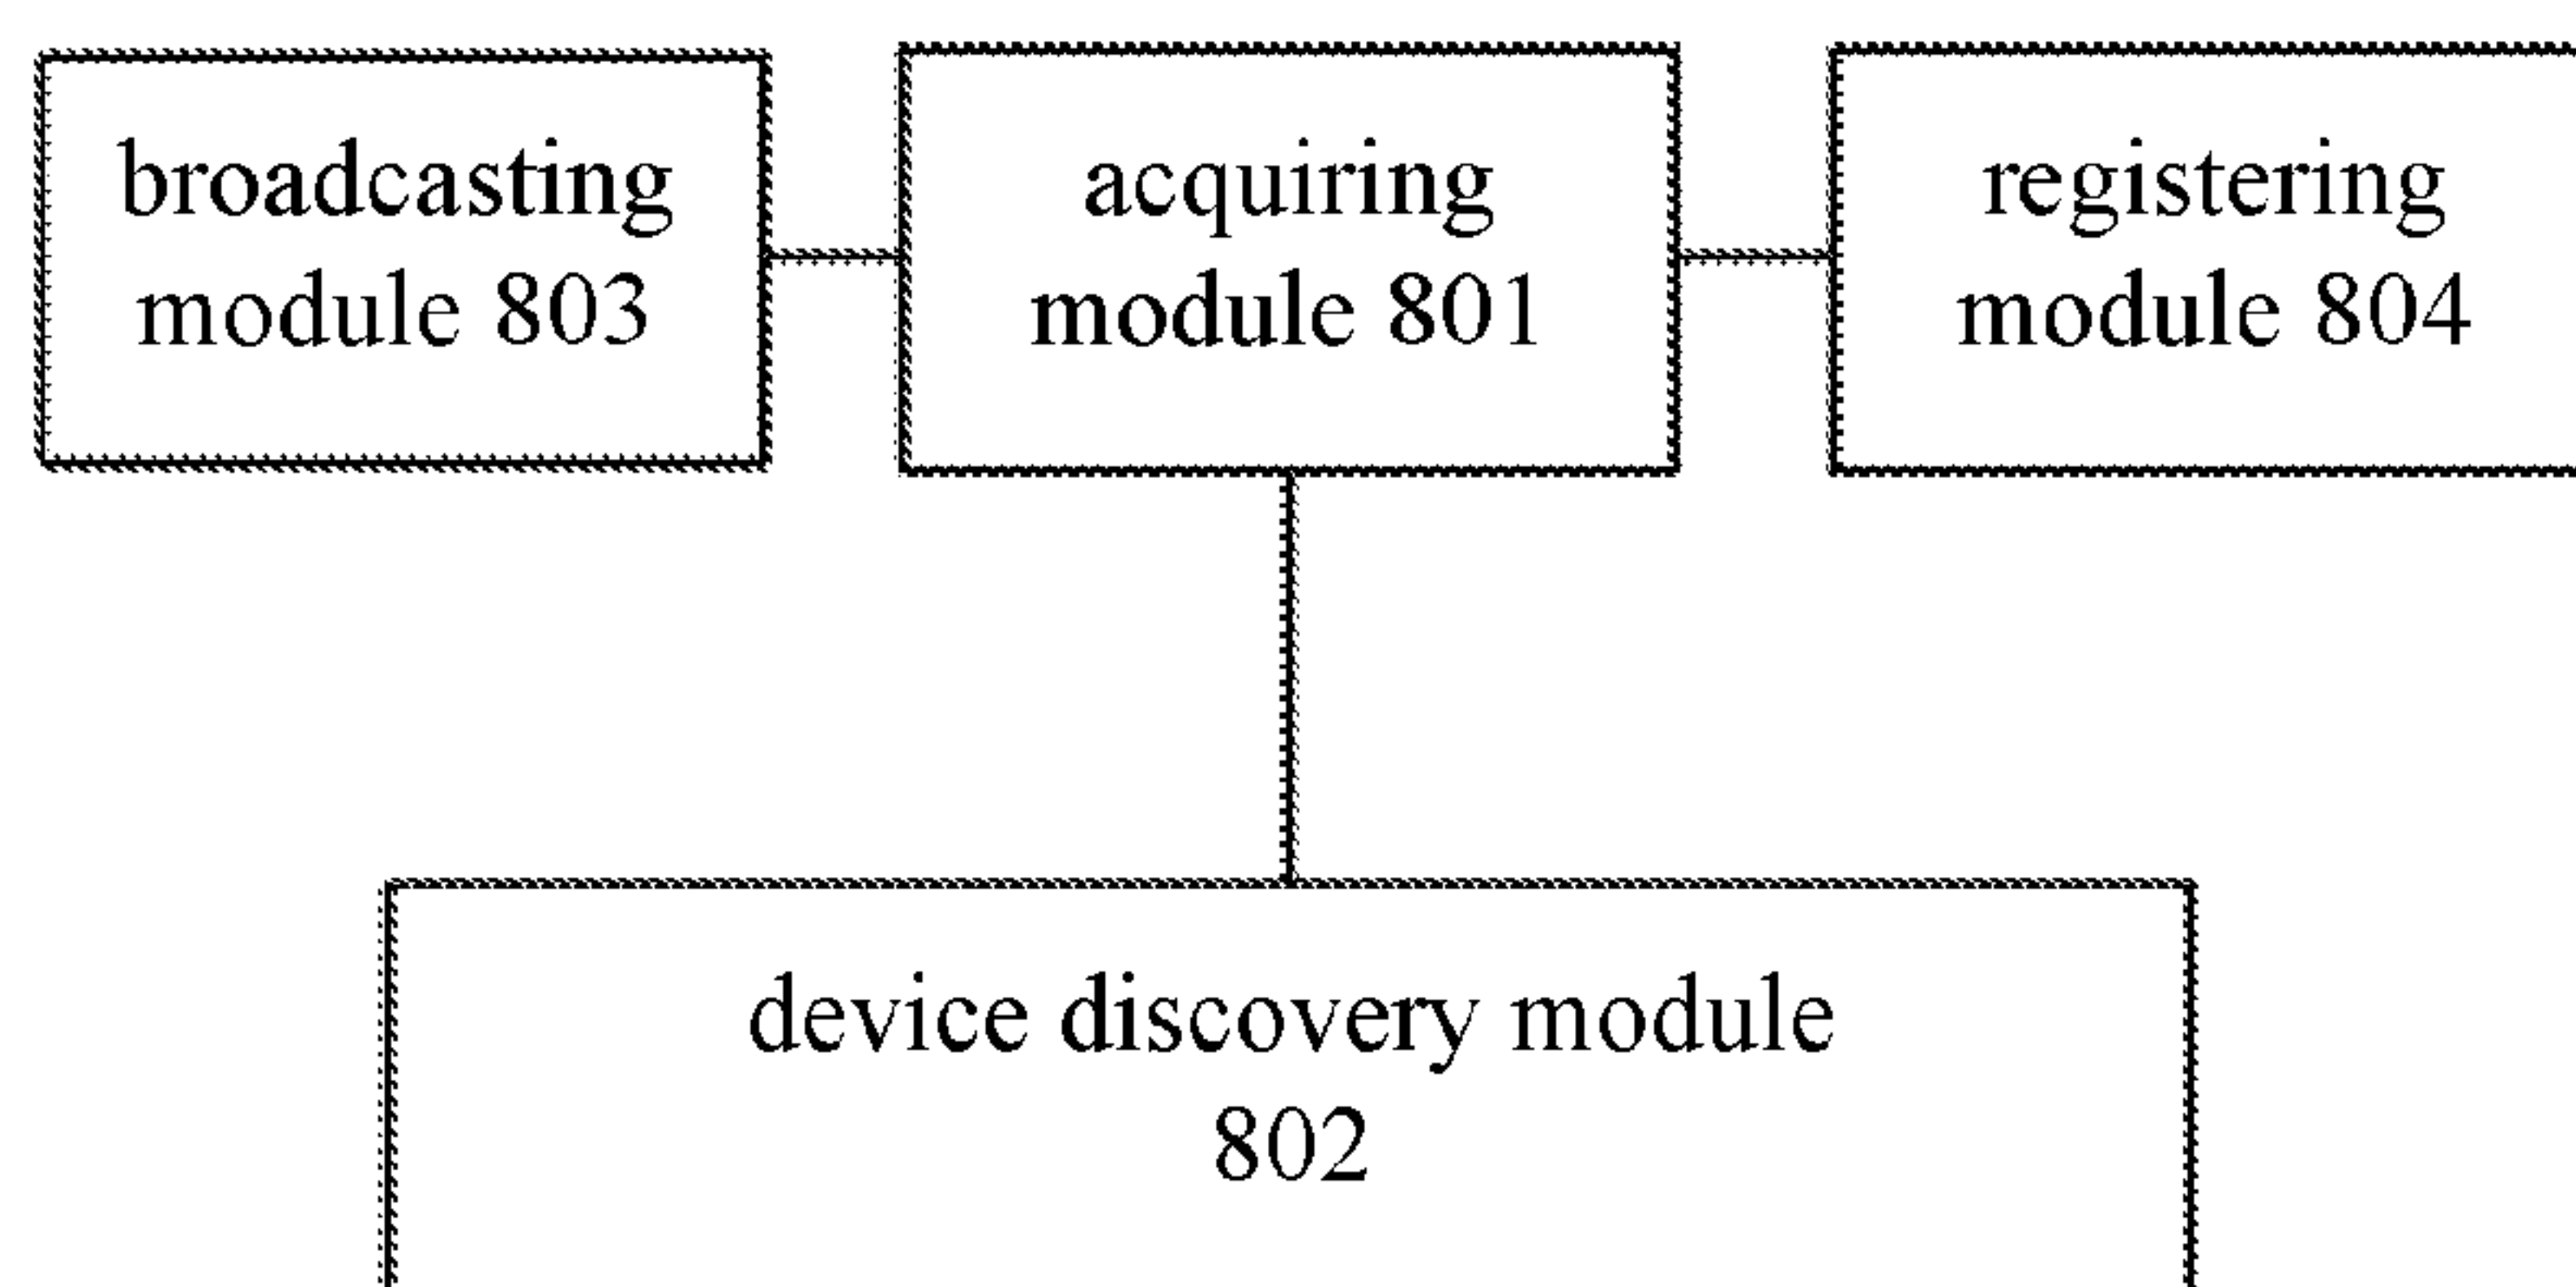 broadcasting
module 803
acquiring
module 801
registering
module 804
device discovery module
802